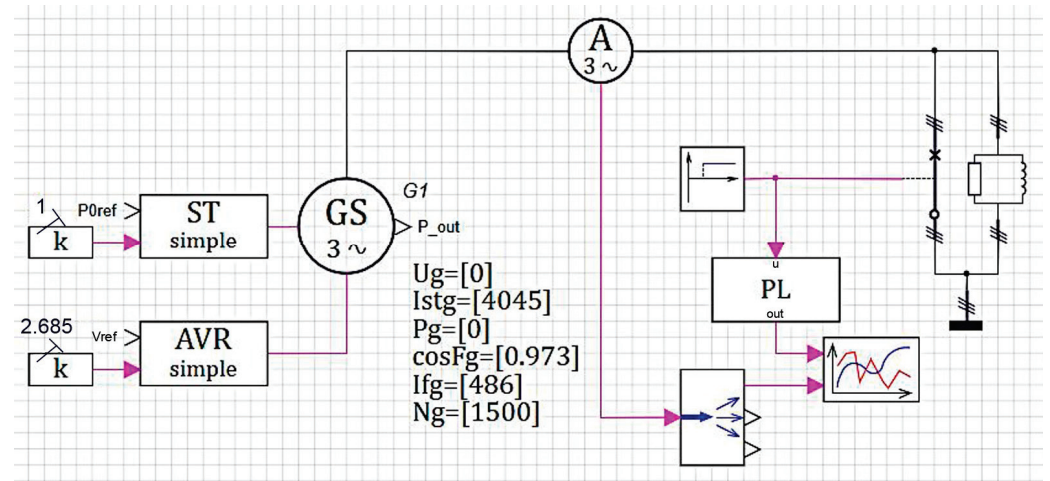 A
3 ∿
G1
1
P0ref
ST
simple
k
GS
3 ∿
P_out
2.685
Vref
AVR
simple
k
Ug=[0]
Istg=[4045]
Pg=[0]
cosFg=[0.973]
Ifg=[486]
Ng=[1500]
u
PL
out